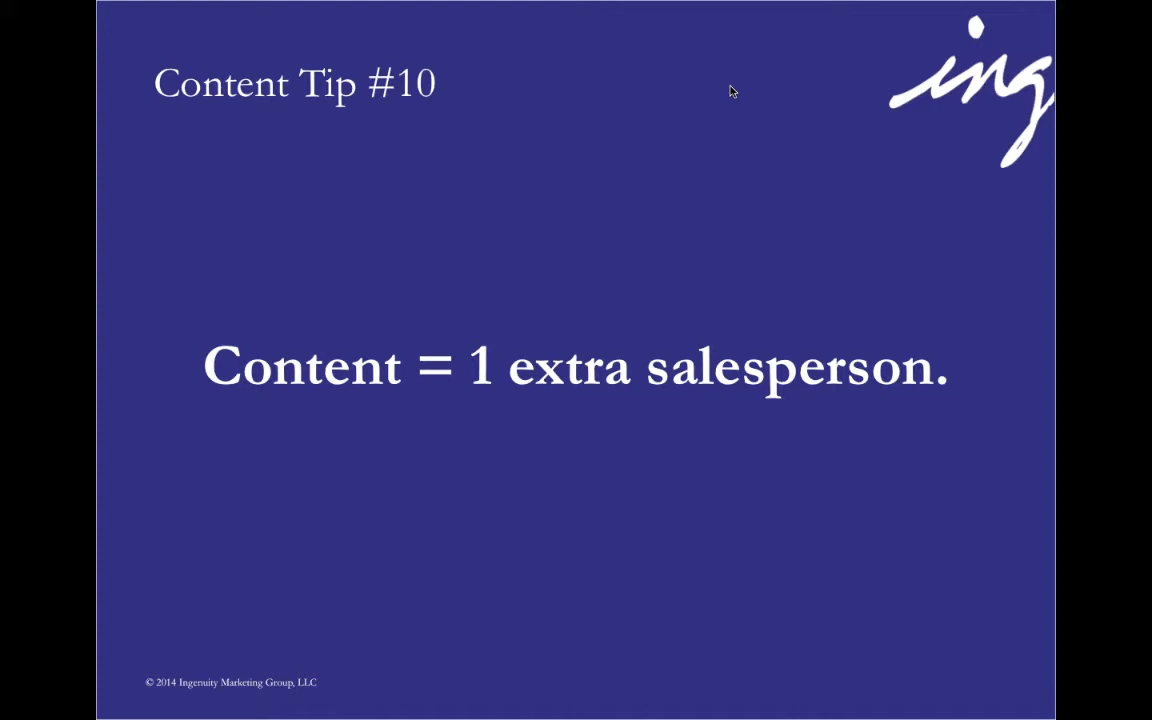 ing
Content Tip #10
Content = 1 extra salesperson.
© 2014 Ingenuity Marketing Group, LLC